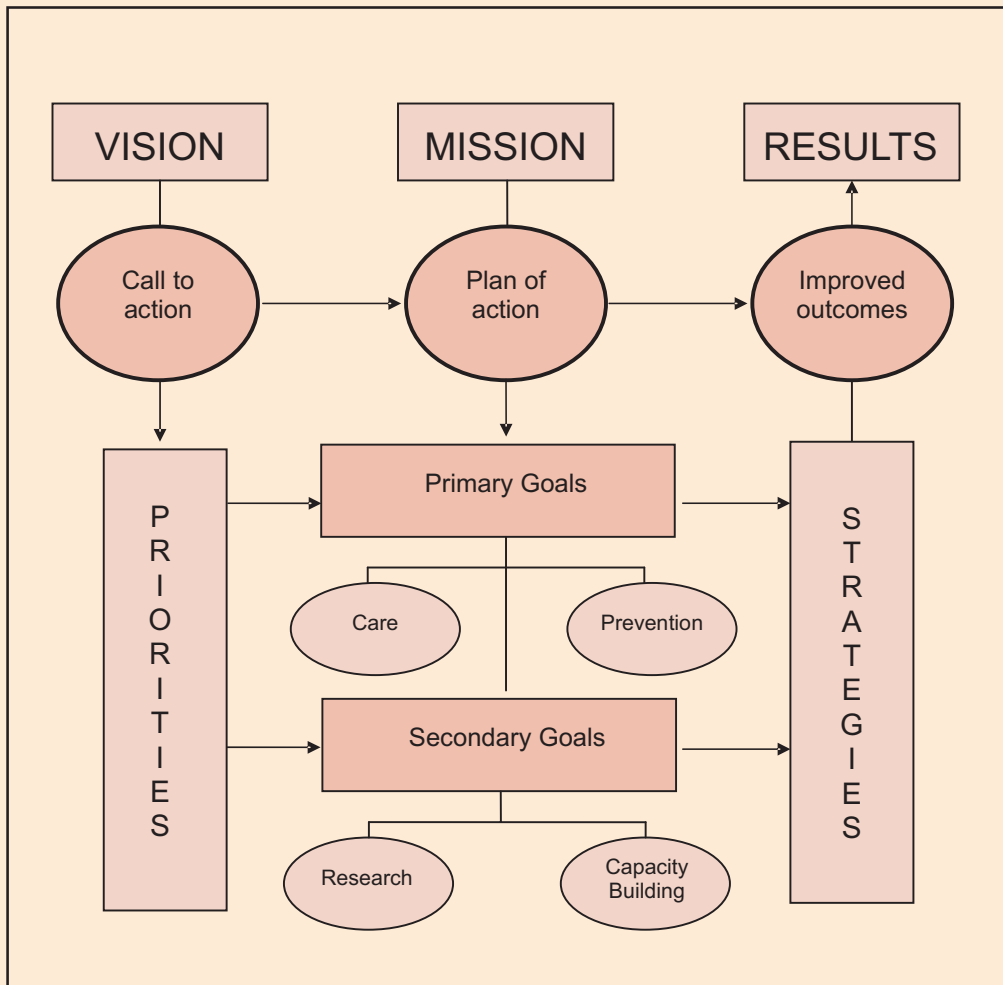 VISION
MISSION
RESULTS
Call to
action
Plan of
action
Improved
outcomes
PRIORITIES
Primary Goals
Care
Prevention
Secondary Goals
Research
Capacity
Building
STRATEGIES